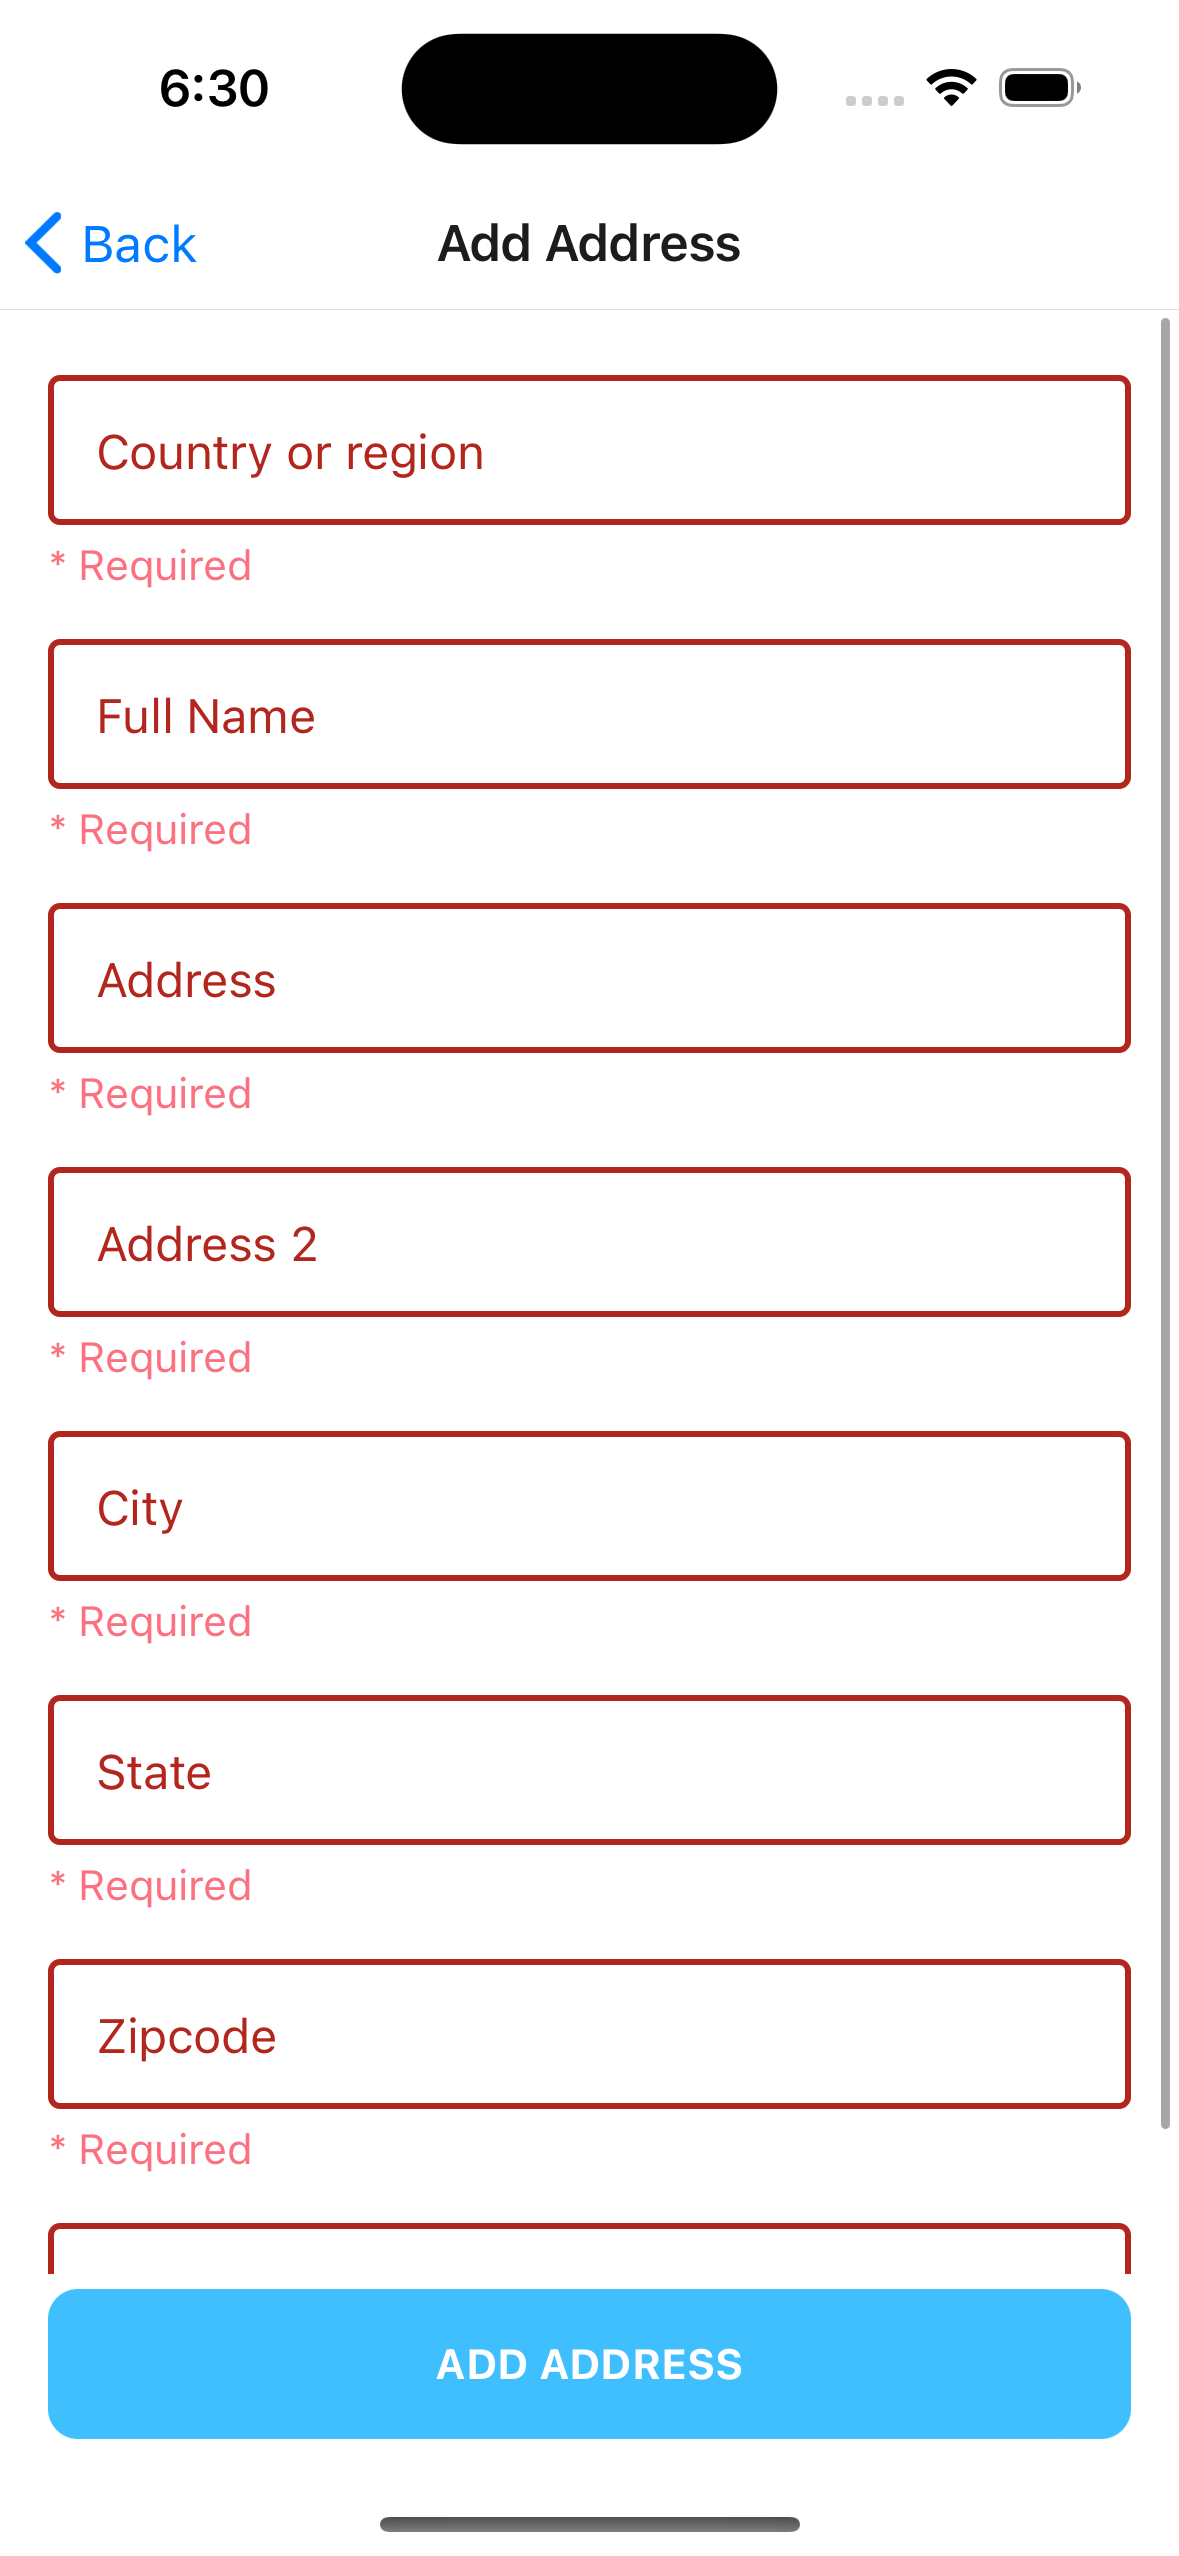 6:30
Back
Add Address
Country or region
* Required
Full Name
* Required
Address
* Required
Address 2
* Required
City
* Required
State
* Required
Zipcode
* Required
ADD ADDRESS